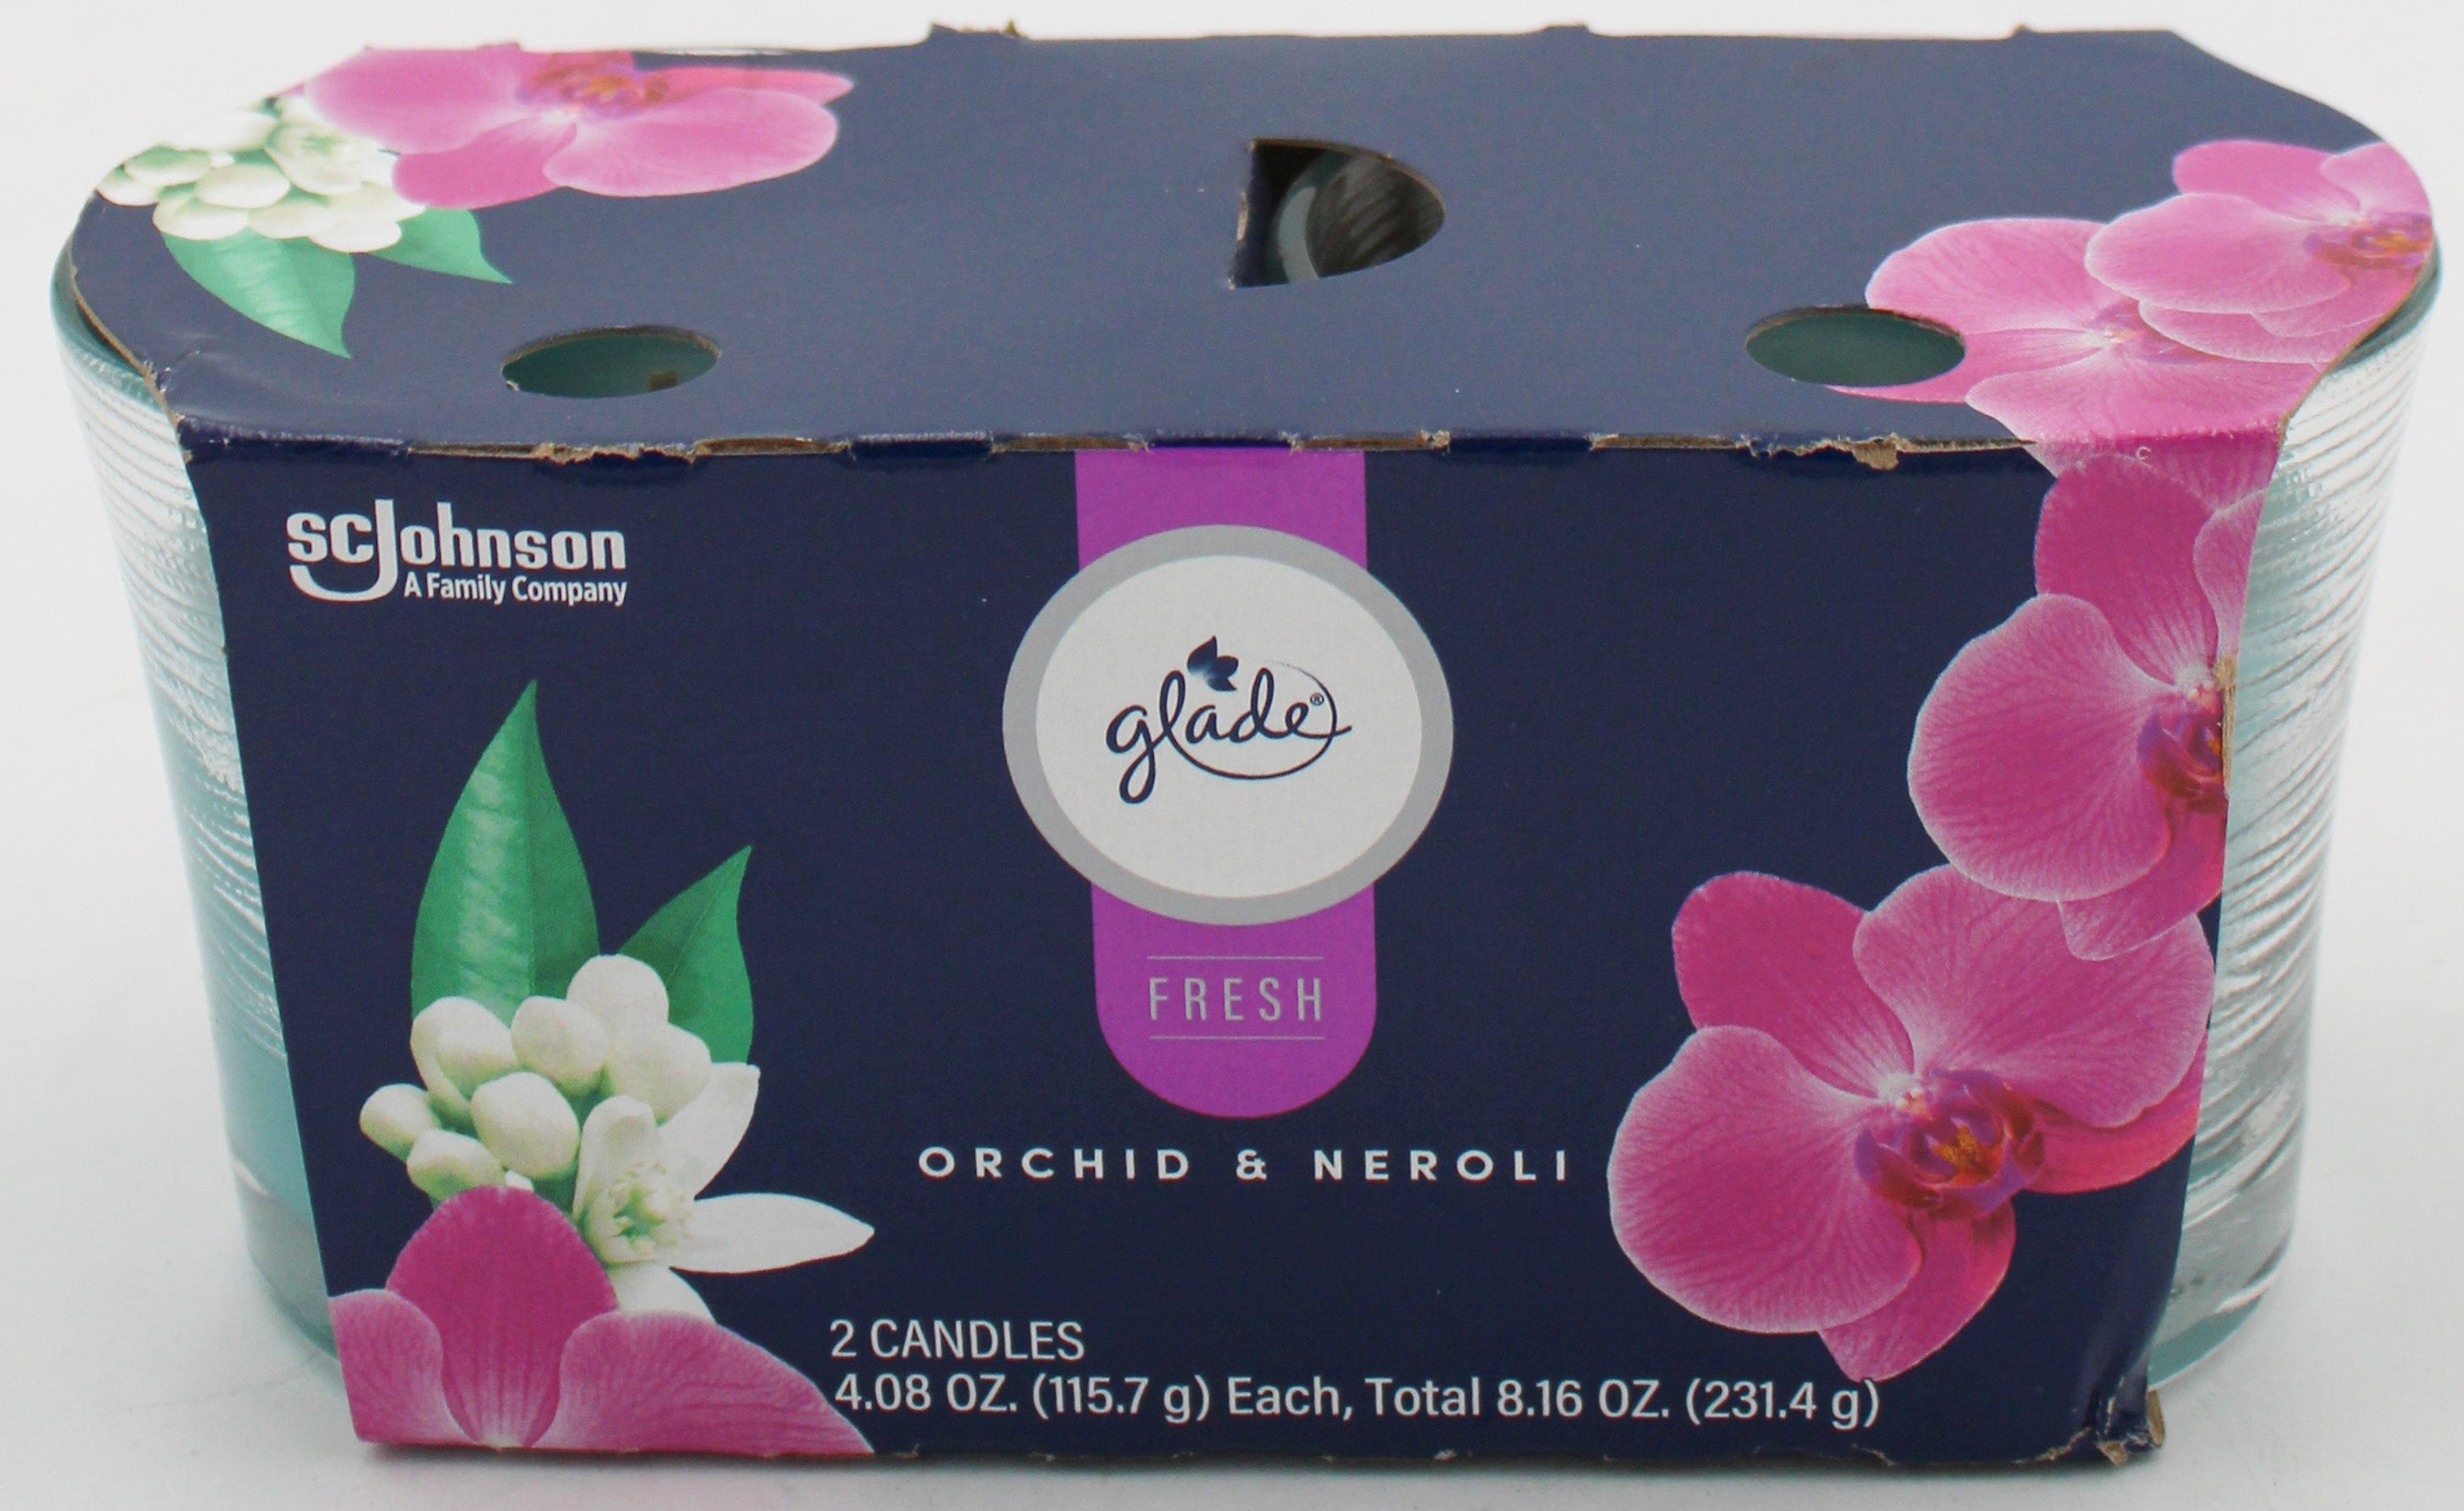 scJohnson
A Family Company
glade®
FRESH
ORCHID & NEROLI
2 CANDLES
4.08 OZ. (115.7 g) Each, Total 8.16 OZ. (231.4 g)